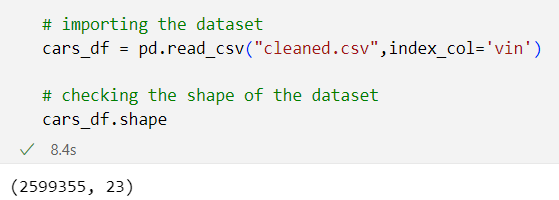 # importing the dataset
cars_df = pd.read_csv("cleaned.csv",index_col='vin')
# checking the shape of the dataset
cars_df.shape
8.4s
(2599355, 23)